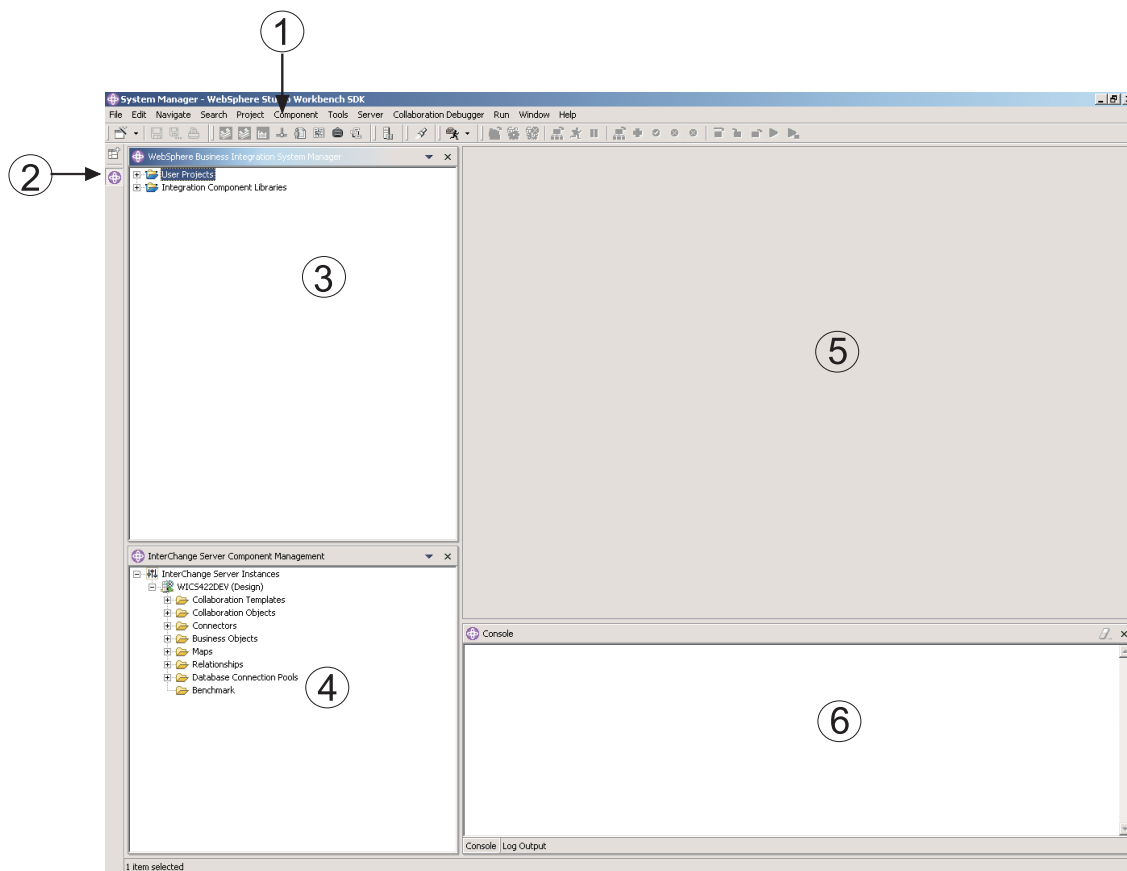 1
System Manager - WebSphere Studio Workbench SDK
File Edit Navigate Search Project Component Tools Server Collaboration Debugger Run Window Help
2
WebSphere Business Integration System Manager
User Projects
Integration Component Libraries
3
5
InterChange Server Component Management
InterChange Server Instances
WICS422DEV (Design)
Collaboration Templates
Collaboration Objects
Connectors
Business Objects
Maps
Relationships
Database Connection Pools
Benchmark
4
Console
6
Console Log Output
1 item selected